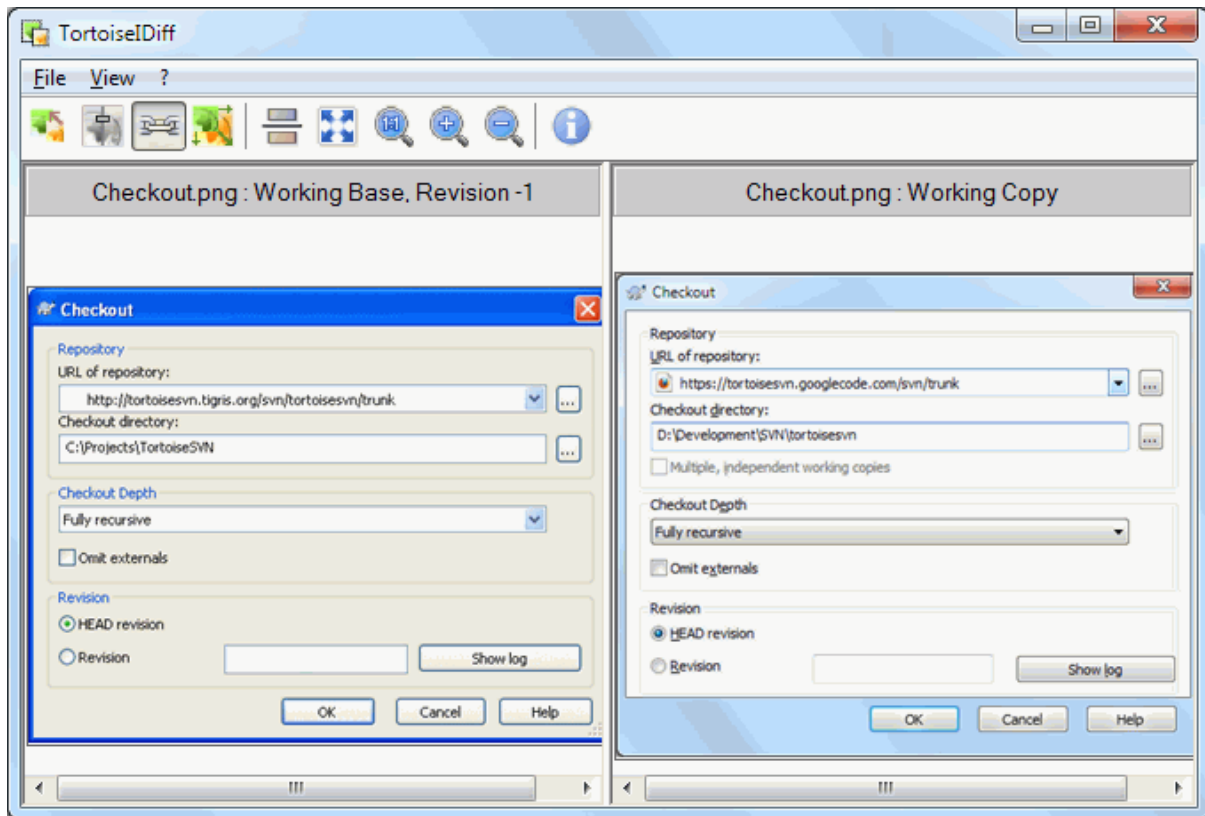 TortoiseIDiff
File View ?
Checkout.png : Working Base, Revision -1
Checkout
Repository
URL of repository:
http://tortoisesvn.tigris.org/svn/tortoisesvn/trunk
...
Checkout directory:
C:\Projects\TortoiseSVN
...
Checkout Depth
Fully recursive
Omit externals
Revision
HEAD revision
Revision
Show log
OK Cancel Help
Checkout.png : Working Copy
Checkout
Repository
URL of repository:
https://tortoisesvn.googlecode.com/svn/trunk
...
Checkout directory:
D:\Development\SVN\tortoisesvn
...
Multiple, independent working copies
Checkout Depth
Fully recursive
Omit externals
Revision
HEAD revision
Revision
Show log
OK Cancel Help